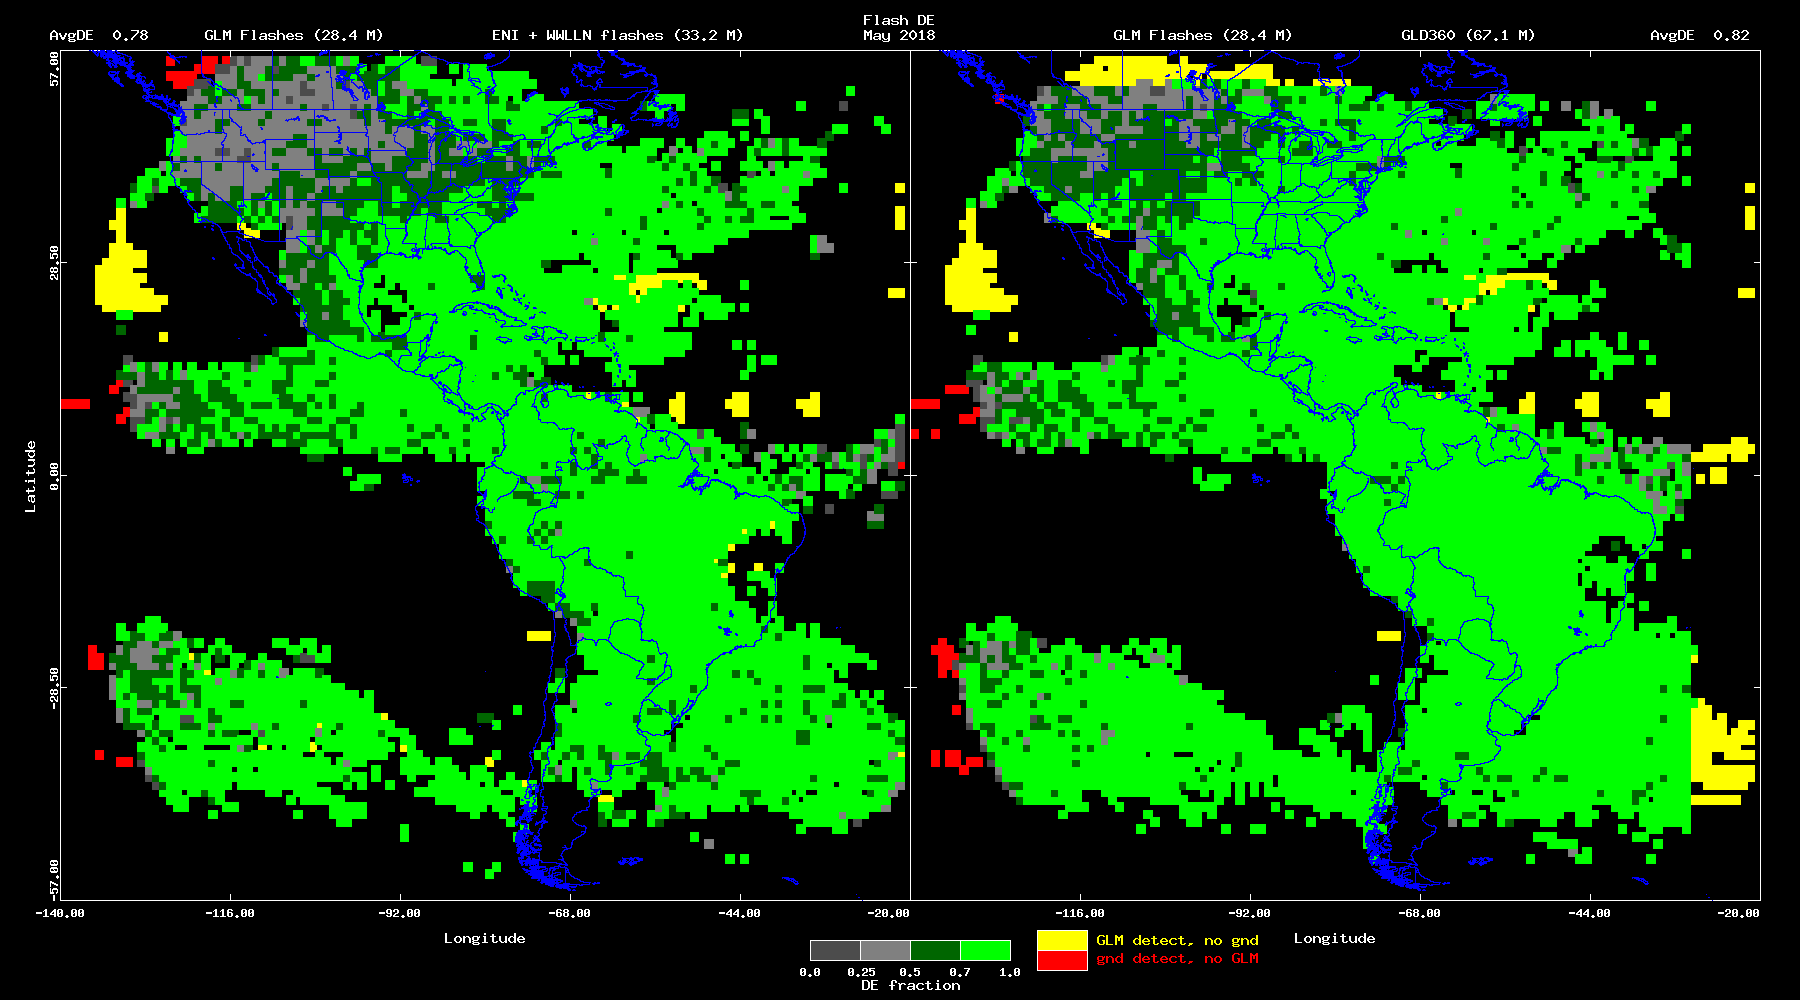 Flash DE
AvgDE 0.78 GLM Flashes (28.4 M) ENI + WWLLN flashes (33.2 M) May 2018 GLM Flashes (28.4 M) GLD360 (67.1 M) AvgDE 0.82
57.00
28.50
Latitude
0.00
-28.50
-57.00
-140.00 -116.00 -92.00 -68.00 -44.00 -20.00 -116.00 -92.00 -68.00 -44.00 -20.00
Longitude Longitude
GLM detect, no gnd
gnd detect, no GLM
0.0 0.25 0.5 0.7 1.0
DE fraction